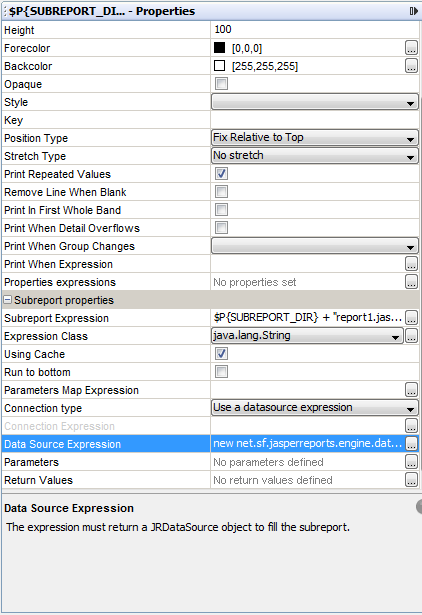 $P{SUBREPORT_DI... - Properties
Height 100
Forecolor [0,0,0] ...
Backcolor [255,255,255] ...
Opaque
Style
Key
Position Type Fix Relative to Top
Stretch Type No stretch
Print Repeated Values
Remove Line When Blank
Print In First Whole Band
Print When Detail Overflows
Print When Group Changes
Print When Expression ...
Properties expressions No properties set ...
Subreport properties
Subreport Expression $P{SUBREPORT_DIR} + "report1.jas... ...
Expression Class java.lang.String ...
Using Cache
Run to bottom
Parameters Map Expression ...
Connection type Use a datasource expression
Connection Expression ...
Data Source Expression new net.sf.jasperreports.engine.dat... ...
Parameters No parameters defined ...
Return Values No return values defined ...
Data Source Expression
The expression must return a JRDataSource object to fill the subreport.